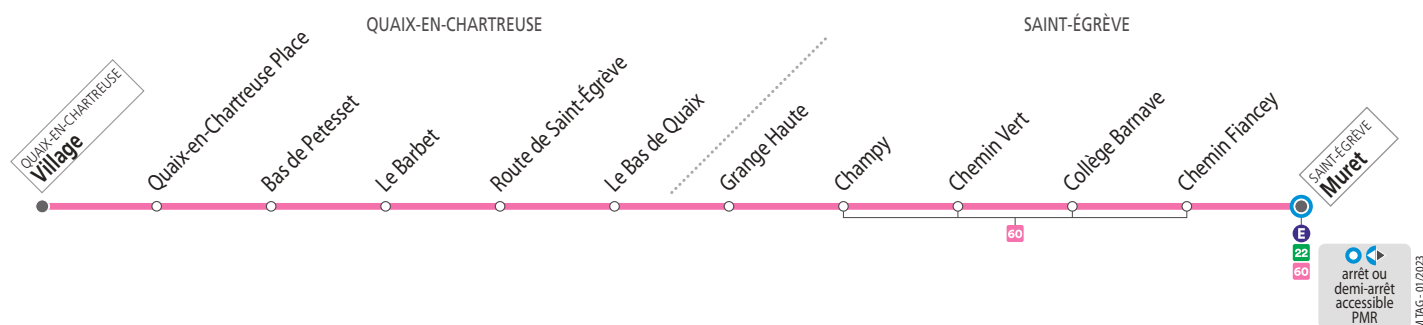 QUAIX-EN-CHARTREUSE
SAINT-ÉGRÈVE
QUAIX-EN-CHARTREUSE
Village
Quaix-en-Chartreuse Place
Bas de Petesset
Le Barbet
Route de Saint-Égrève
Le Bas de Quaix
Grange Haute
Champy
Chemin Vert
Collège Barnave
Chemin Fiancey
SAINT-ÉGRÈVE
Muret
60
E
22
60
arrêt ou
demi-arrêt
accessible
PMR
TAG - 01/2023